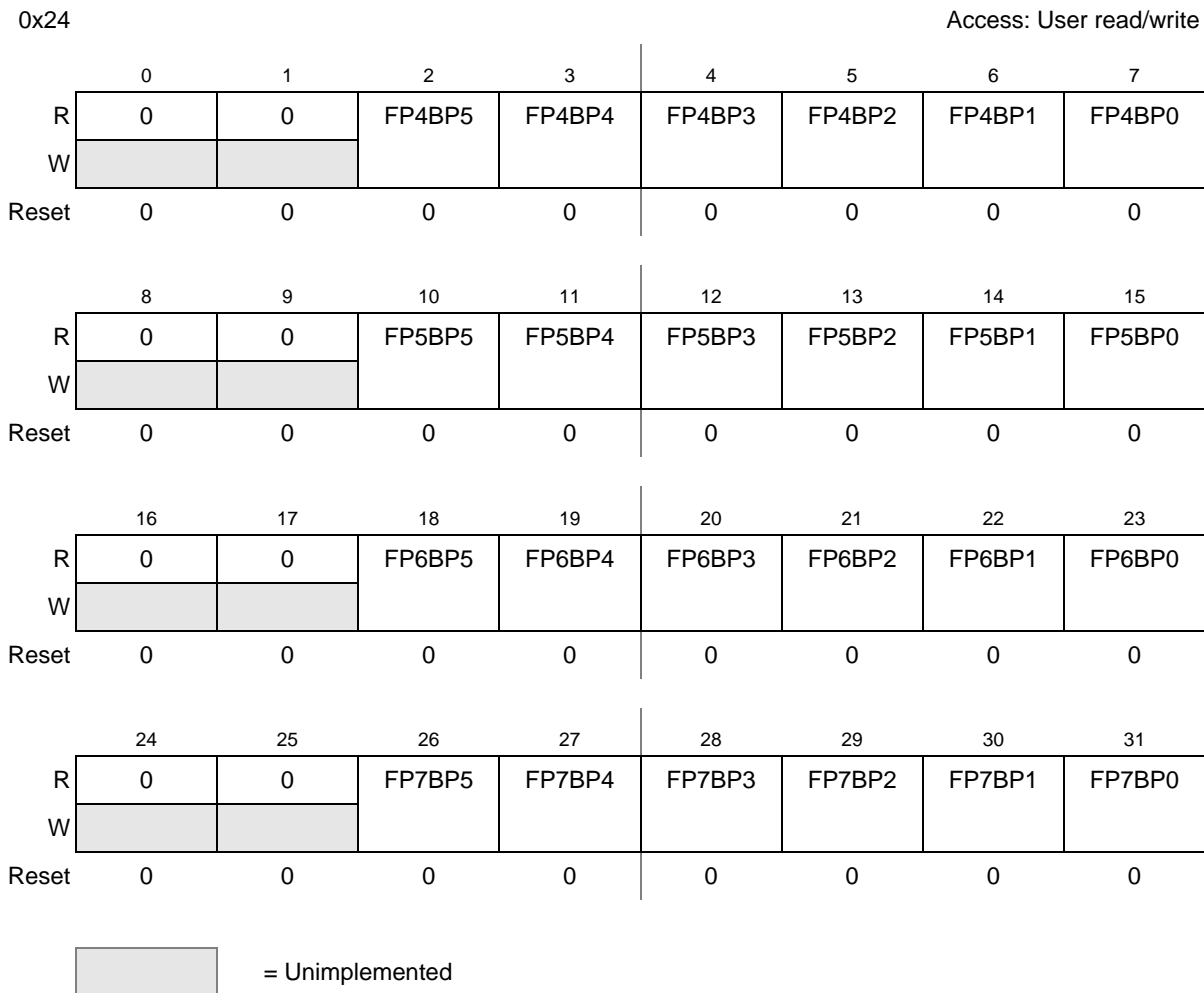 0x24 Access: User read/write
0 1 2 3 4 5 6 7
R 0 0 FP4BP5 FP4BP4 FP4BP3 FP4BP2 FP4BP1 FP4BP0
W
Reset 0 0 0 0 0 0 0 0
8 9 10 11 12 13 14 15
R 0 0 FP5BP5 FP5BP4 FP5BP3 FP5BP2 FP5BP1 FP5BP0
W
Reset 0 0 0 0 0 0 0 0
16 17 18 19 20 21 22 23
R 0 0 FP6BP5 FP6BP4 FP6BP3 FP6BP2 FP6BP1 FP6BP0
W
Reset 0 0 0 0 0 0 0 0
24 25 26 27 28 29 30 31
R 0 0 FP7BP5 FP7BP4 FP7BP3 FP7BP2 FP7BP1 FP7BP0
W
Reset 0 0 0 0 0 0 0 0
= Unimplemented